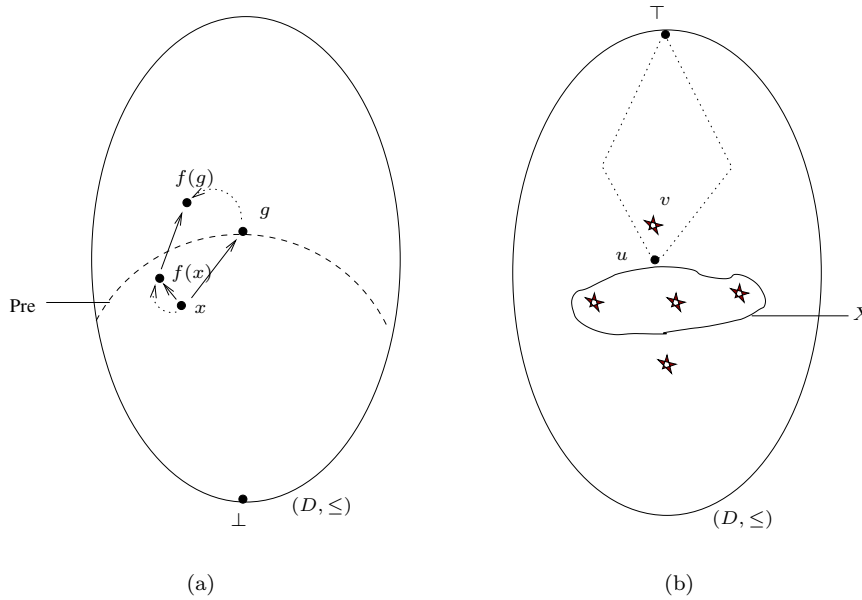 f(g)
g
f(x)
x
Pre
(D, ≤)
⊥
(a)
⊤
v
u
X
(D, ≤)
(b)